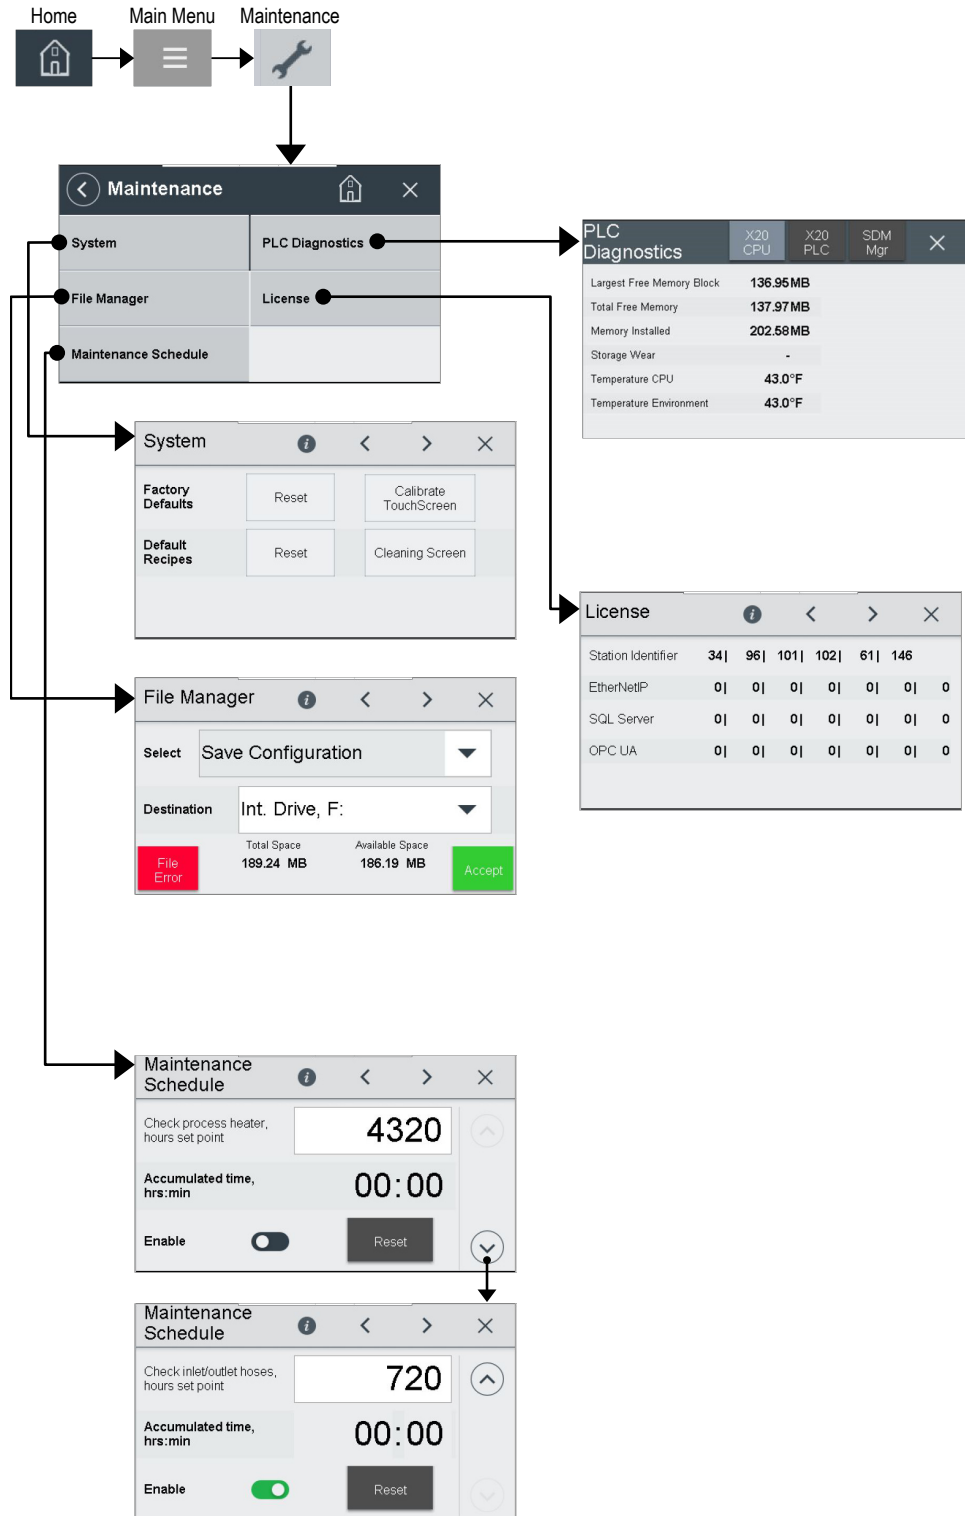 Home Main Menu Maintenance
Maintenance
System PLC Diagnostics
File Manager License
Maintenance Schedule
PLC
Diagnostics
X20
CPU
X20
PLC
SDM
Mgr
Largest Free Memory Block 136.95 MB
Total Free Memory 137.97 MB
Memory Installed 202.58 MB
Storage Wear -
Temperature CPU 43.0°F
Temperature Environment 43.0°F
System
Factory
Defaults
Reset
Calibrate
TouchScreen
Default
Recipes
Reset
Cleaning Screen
License
Station Identifier 34| 96| 101| 102| 61| 146
EtherNetIP 0| 0| 0| 0| 0| 0| 0
SQL Server 0| 0| 0| 0| 0| 0| 0
OPC UA 0| 0| 0| 0| 0| 0| 0
File Manager
Select Save Configuration
Destination Int. Drive, F:
File
Error
Total Space
189.24 MB
Available Space
186.19 MB
Accept
Maintenance
Schedule
Check process heater,
hours set point
4320
Accumulated time,
hrs:min
00:00
Enable Reset
Maintenance
Schedule
Check inlet/outlet hoses,
hours set point
720
Accumulated time,
hrs:min
00:00
Enable Reset